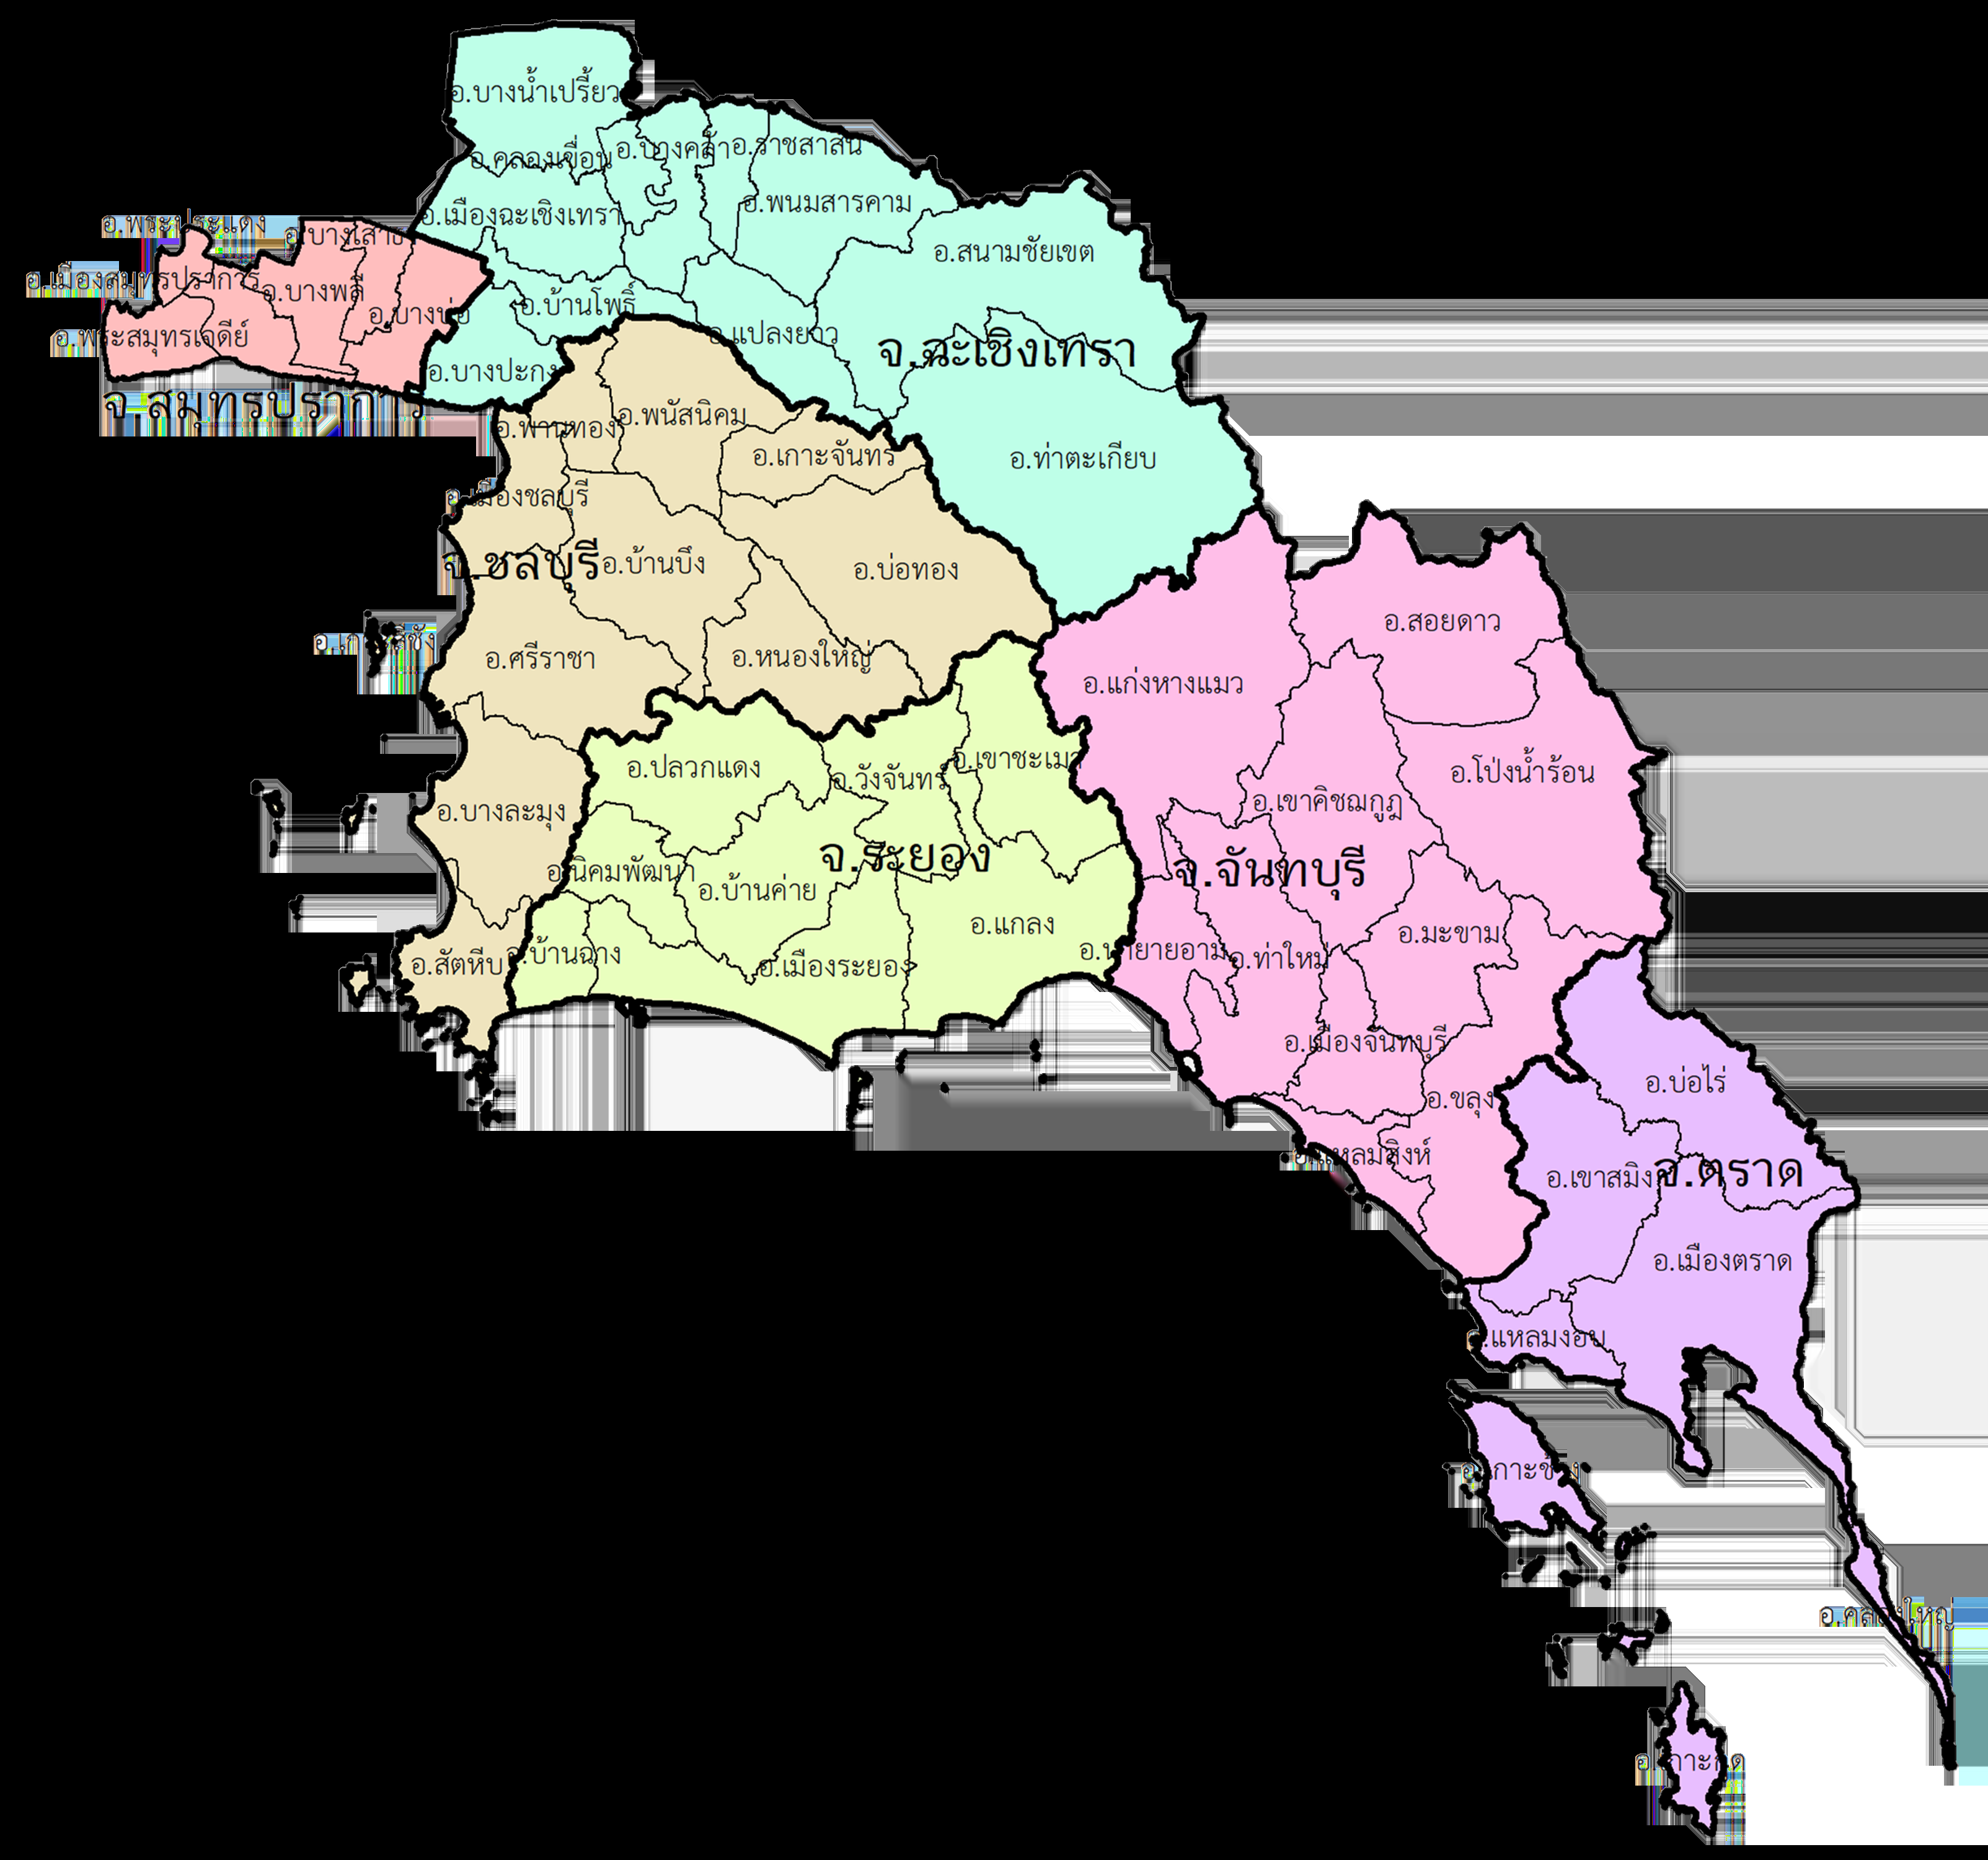 อ.บางน้ำเปรี้ยว
อ.คลองเขื่อน
อ.บางคล้า
อ.ราชสาส์น
อ.เมืองฉะเชิงเทรา
อ.พนมสารคาม
อ.สนามชัยเขต
อ.บ้านโพธิ์
อ.แปลงยาว
จ.ฉะเชิงเทรา
อ.บางปะกง
อ.ท่าตะเกียบ
อ.พระประแดง
อ.บางเสาธง
อ.เมืองสมุทรปราการ
อ.บางพลี
อ.บางบ่อ
อ.พระสมุทรเจดีย์
จ.สมุทรปราการ
อ.พานทอง
อ.พนัสนิคม
อ.เกาะจันทร์
อ.เมืองชลบุรี
จ.ชลบุรี
อ.บ้านบึง
อ.บ่อทอง
อ.เกาะสีชัง
อ.ศรีราชา
อ.หนองใหญ่
อ.บางละมุง
อ.สัตหีบ
อ.ปลวกแดง
อ.วังจันทร์
อ.เขาชะเมา
จ.ระยอง
อ.นิคมพัฒนา
อ.บ้านค่าย
อ.แกลง
อ.บ้านฉาง
อ.เมืองระยอง
อ.สอยดาว
อ.แก่งหางแมว
อ.โป่งน้ำร้อน
อ.เขาคิชฌกูฏ
จ.จันทบุรี
อ.มะขาม
อ.นายายอาม
อ.ท่าใหม่
อ.เมืองจันทบุรี
อ.ขลุง
อ.แหลมสิงห์
อ.บ่อไร่
อ.เขาสมิง
จ.ตราด
อ.เมืองตราด
อ.แหลมงอบ
อ.เกาะช้าง
อ.คลองใหญ่
อ.เกาะกูด